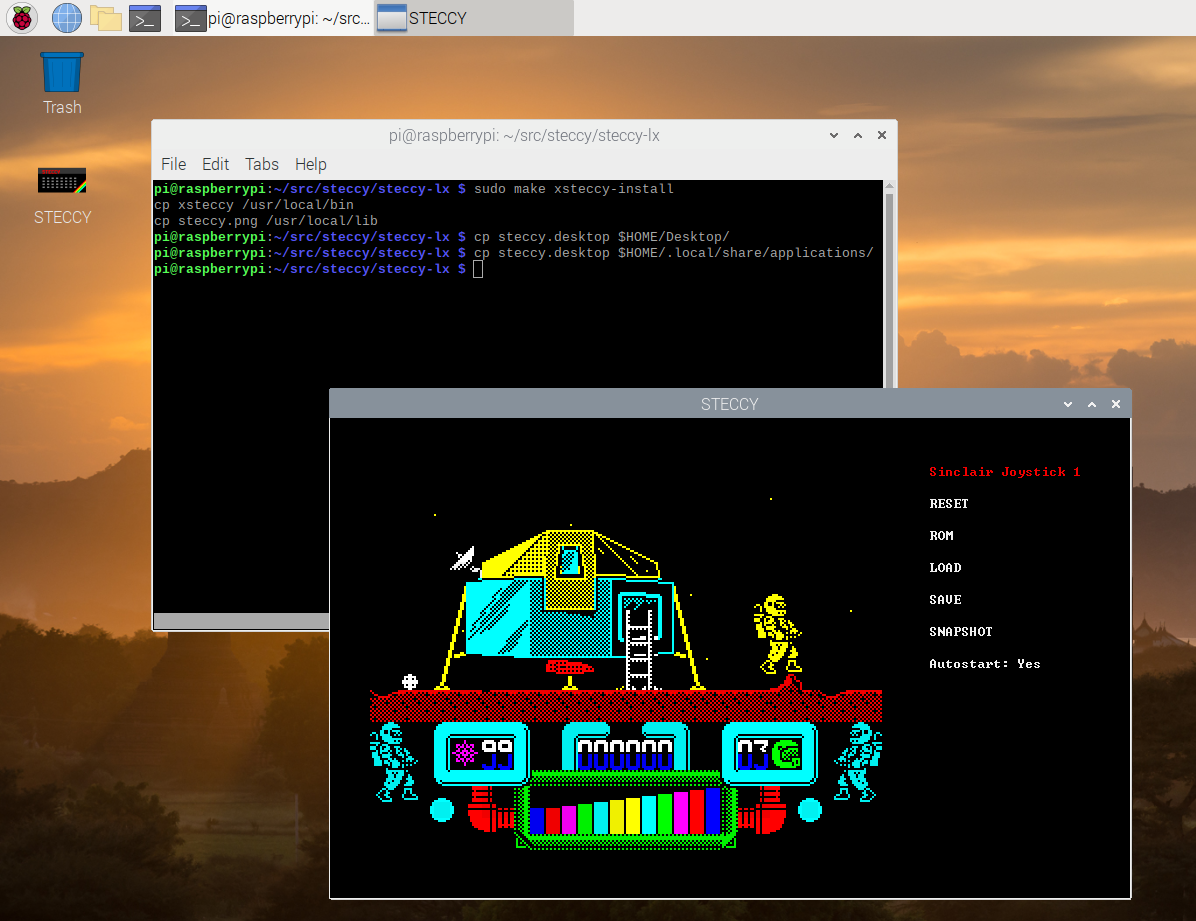 pi@raspberrypi: ~/src...
STECCY
Trash
STECCY
pi@raspberrypi: ~/src/steccy/steccy-lx
File Edit Tabs Help
pi@raspberrypi:~/src/steccy/steccy-lx $ sudo make xsteccy-install
cp xsteccy /usr/local/bin
cp steccy.png /usr/local/lib
pi@raspberrypi:~/src/steccy/steccy-lx $ cp steccy.desktop $HOME/Desktop/
pi@raspberrypi:~/src/steccy/steccy-lx $ cp steccy.desktop $HOME/.local/share/applications/
pi@raspberrypi:~/src/steccy/steccy-lx $
STECCY
Sinclair Joystick 1
RESET
ROM
LOAD
SAVE
SNAPSHOT
Autostart: Yes
99
000000
03